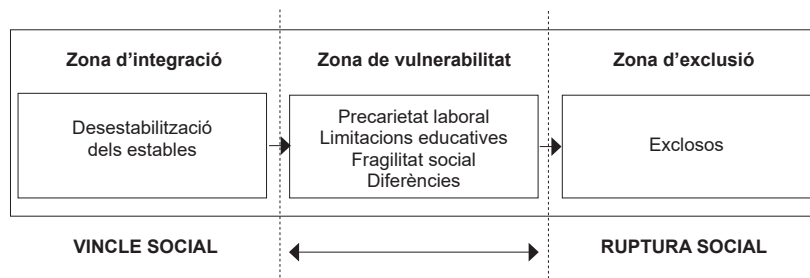 Zona d’integració
Zona de vulnerabilitat
Zona d’exclusió
Desestabilització
dels estables
Precarietat laboral
Limitacions educatives
Fragilitat social
Diferències
Exclosos
VINCLE SOCIAL
RUPTURA SOCIAL